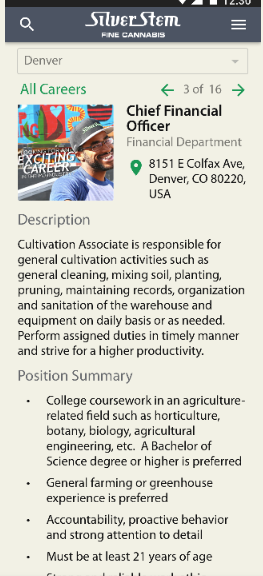 12:30
SilverStem
FINE CANNABIS
Denver
All Careers
3 of 16
Chief Financial
Officer
Financial Department
8151 E Colfax Ave,
Denver, CO 80220,
USA
EXCITING
CAREER
Description
Cultivation Associate is responsible for
general cultivation activities such as
general cleaning, mixing soil, planting,
pruning, maintaining records, organization
and sanitation of the warehouse and
equipment on daily basis or as needed.
Perform assigned duties in timely manner
and strive for a higher productivity.
Position Summary
• College coursework in an agriculture-
related field such as horticulture,
botany, biology, agricultural
engineering, etc. A Bachelor of
Science degree or higher is preferred
• General farming or greenhouse
experience is preferred
• Accountability, proactive behavior
and strong attention to detail
• Must be at least 21 years of age